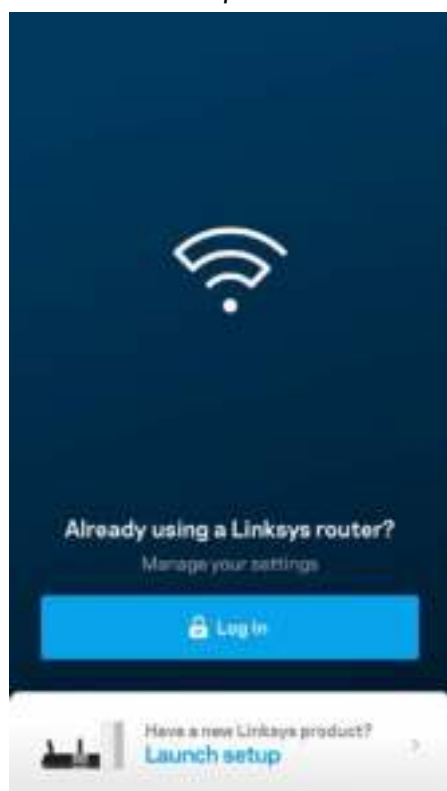 Already using a Linksys router?
Manage your settings
Log in
Have a new Linksys product?
Launch setup